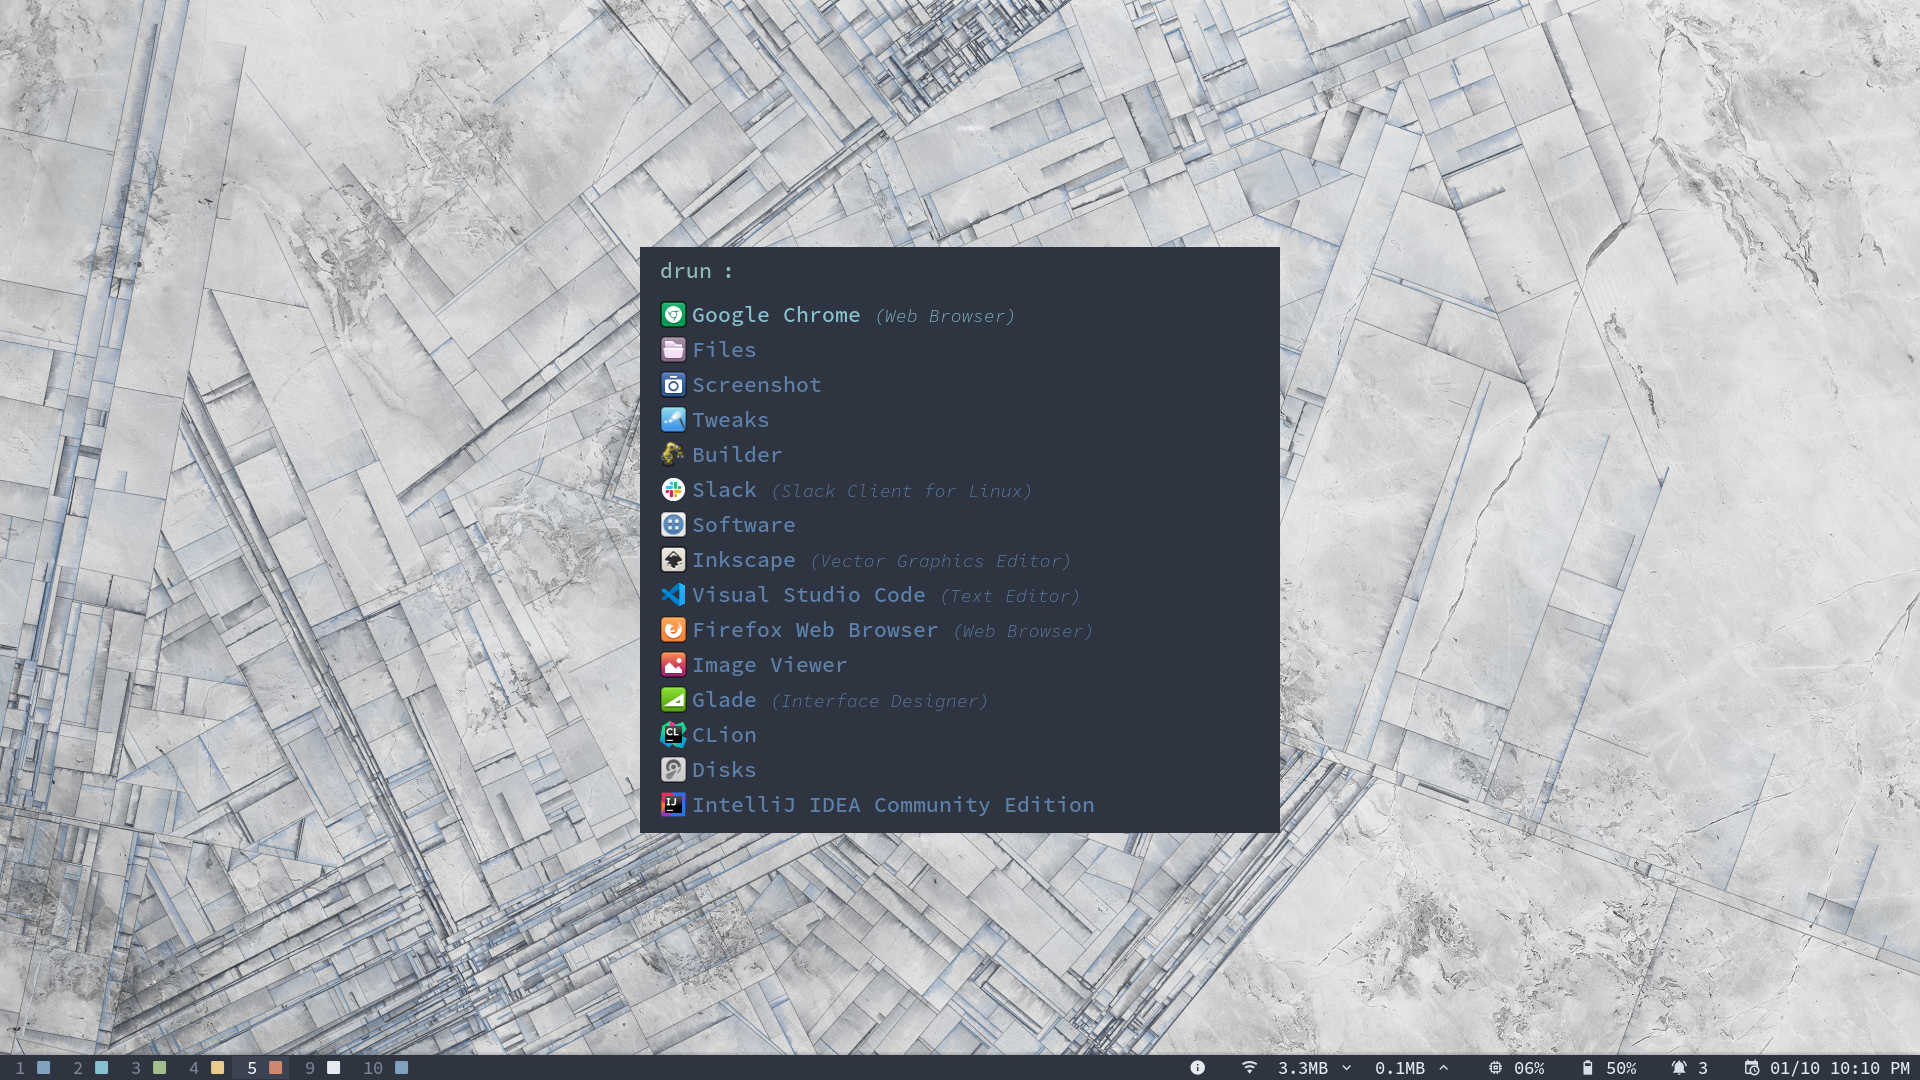 drun :
Google Chrome (Web Browser)
Files
Screenshot
Tweaks
Builder
Slack (Slack Client for Linux)
Software
Inkscape (Vector Graphics Editor)
Visual Studio Code (Text Editor)
Firefox Web Browser (Web Browser)
Image Viewer
Glade (Interface Designer)
CL CLion
Disks
IJ IntelliJ IDEA Community Edition
1 2 3 4 5 9 10 3.3MB 0.1MB 06% 50% 3 01/10 10:10 PM